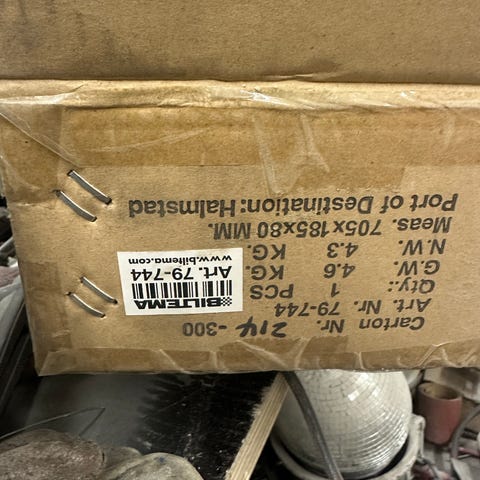 Carton Nr. 214 -300
Art. Nr. 79-744
Qty.: 1 PCS
G.W. 4.6 KG.
N.W. 4.3 KG.
Meas. 705x185x80 MM.
Port of Destination: Halmstad
BILTEMA
Art. 79-744
www.biltema.com